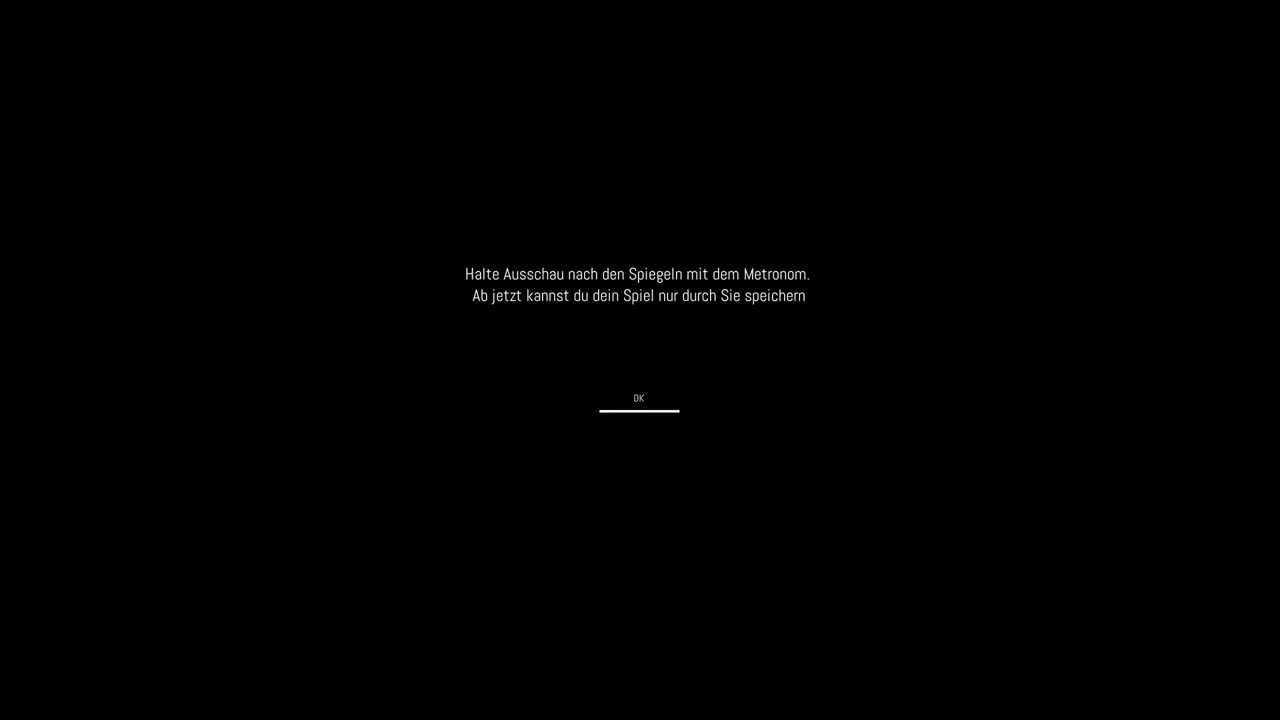 Halte Ausschau nach den Spiegeln mit dem Metronom.
Ab jetzt kannst du dein Spiel nur durch Sie speichern
OK